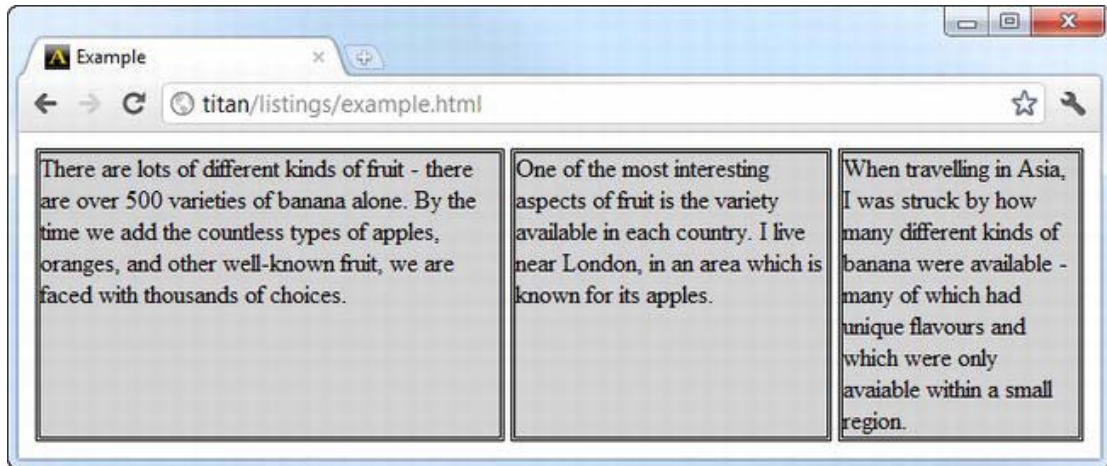 Example
titan/listings/example.html
There are lots of different kinds of fruit - there
are over 500 varieties of banana alone. By the
time we add the countless types of apples,
oranges, and other well-known fruit, we are
faced with thousands of choices.
One of the most interesting
aspects of fruit is the variety
available in each country. I live
near London, in an area which is
known for its apples.
When travelling in Asia,
I was struck by how
many different kinds of
banana were available -
many of which had
unique flavours and
which were only
avaiable within a small
region.